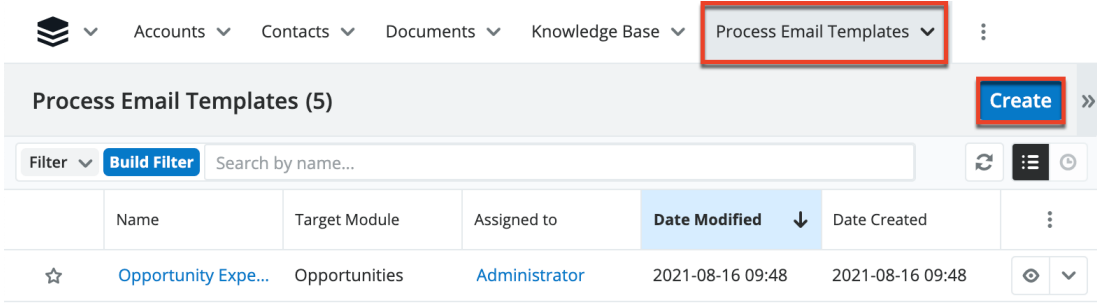 Accounts Contacts Documents Knowledge Base Process Email Templates
Process Email Templates (5) Create
Filter Build Filter Search by name...
Name Target Module Assigned to Date Modified Date Created
Opportunity Expe... Opportunities Administrator 2021-08-16 09:48 2021-08-16 09:48